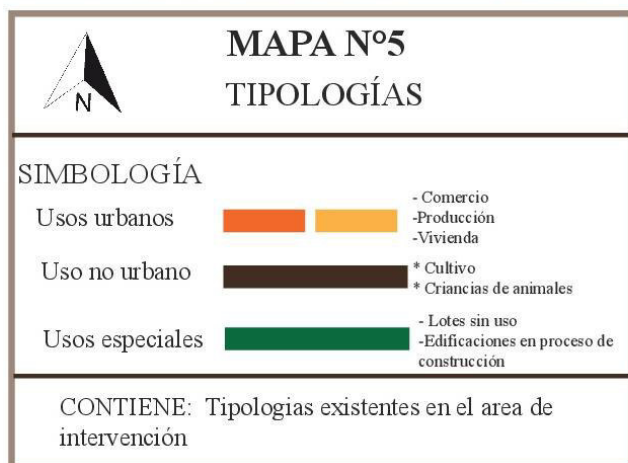 N
MAPA Nº5
TIPOLOGÍAS
SIMBOLOGÍA
Usos urbanos
- Comercio
-Producción
-Vivienda
Uso no urbano
* Cultivo
* Criancias de animales
Usos especiales
- Lotes sin uso
-Edificaciones en proceso de
construcción
CONTIENE: Tipologias existentes en el area de
intervención